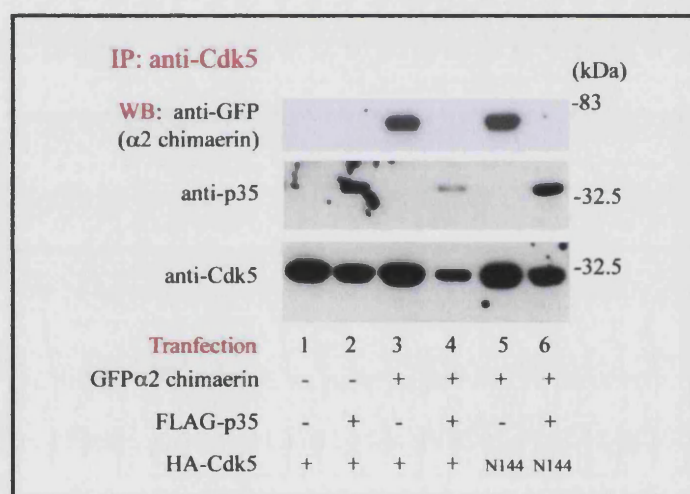 IP: anti-Cdk5
(kDa)
WB: anti-GFP
(α2 chimaerin)
-83
anti-p35
-32.5
anti-Cdk5
-32.5
Tranfection 1 2 3 4 5 6
GFPα2 chimaerin - - + + + +
FLAG-p35 - + - + - +
HA-Cdk5 + + + + N144 N144